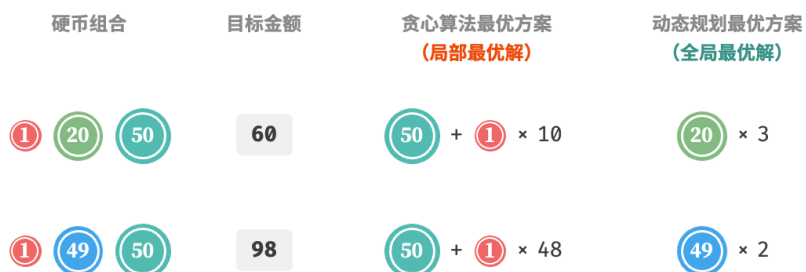 硬币组合 目标金额 贪心算法最优方案 动态规划最优方案
（局部最优解） （全局最优解）
1 20 50 60 50 + 1 × 10 20 × 3
1 49 50 98 50 + 1 × 48 49 × 2